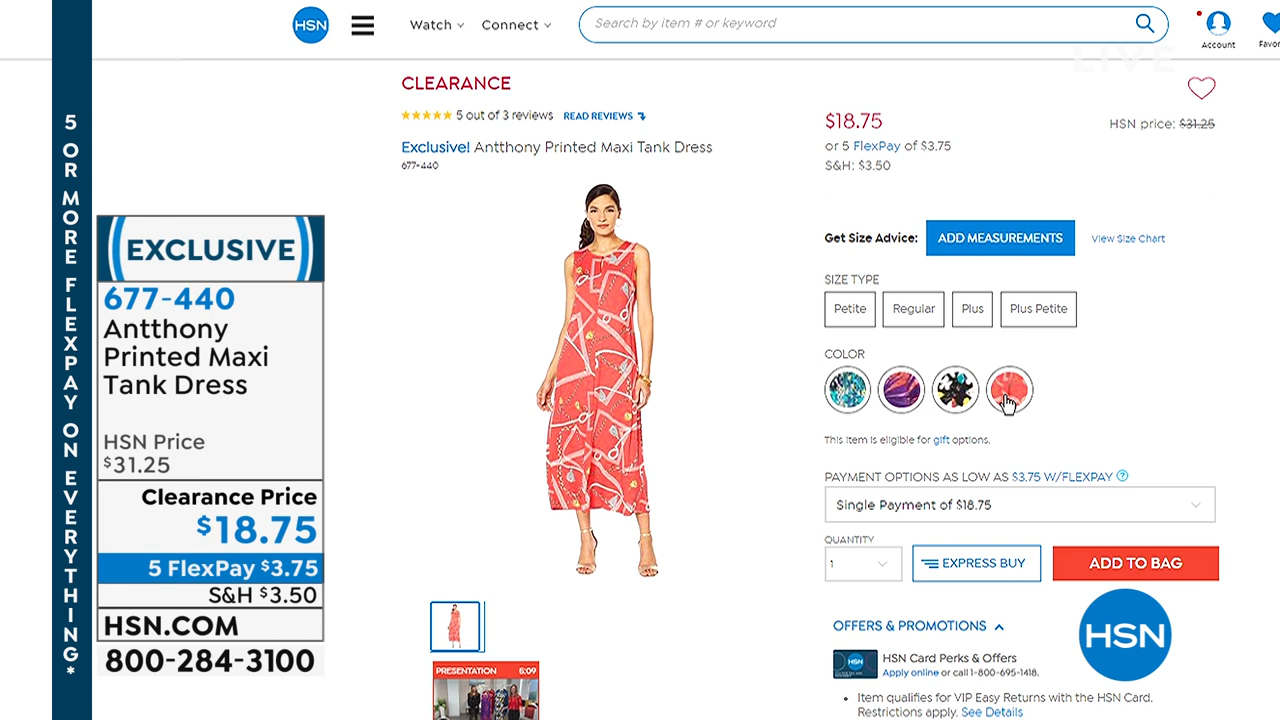 HSN
Watch
Connect
Search by item # or keyword
Account
LIVE
CLEARANCE
5 out of 3 reviews READ REVIEWS
Exclusive! Antthony Printed Maxi Tank Dress
677-440
$18.75
HSN price: $31.25
or 5 FlexPay of $3.75
S&H: $3.50
Get Size Advice: ADD MEASUREMENTS View Size Chart
SIZE TYPE
Petite Regular Plus Plus Petite
COLOR
This item is eligible for gift options.
PAYMENT OPTIONS AS LOW AS $3.75 W/FLEXPAY ?
Single Payment of $18.75
QUANTITY
1
EXPRESS BUY
ADD TO BAG
OFFERS & PROMOTIONS
HSN
HSN Card Perks & Offers
Apply online or call 1-800-695-1418.
• Item qualifies for VIP Easy Returns with the HSN Card.
Restrictions apply. See Details
HSN
PRESENTATION 5:09
5 OR MORE FLEXPAY ON EVERYTHING*
EXCLUSIVE
677-440
Antthony
Printed Maxi
Tank Dress
HSN Price
$31.25
Clearance Price
$18.75
5 FlexPay $3.75
S&H $3.50
HSN.COM
800-284-3100